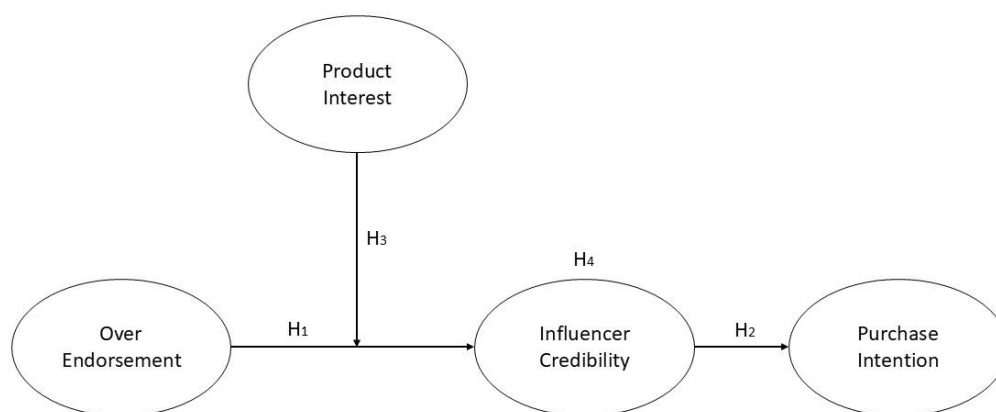 Product
Interest
H₃
H₄
Over
Endorsement
H₁
Influencer
Credibility
H₂
Purchase
Intention